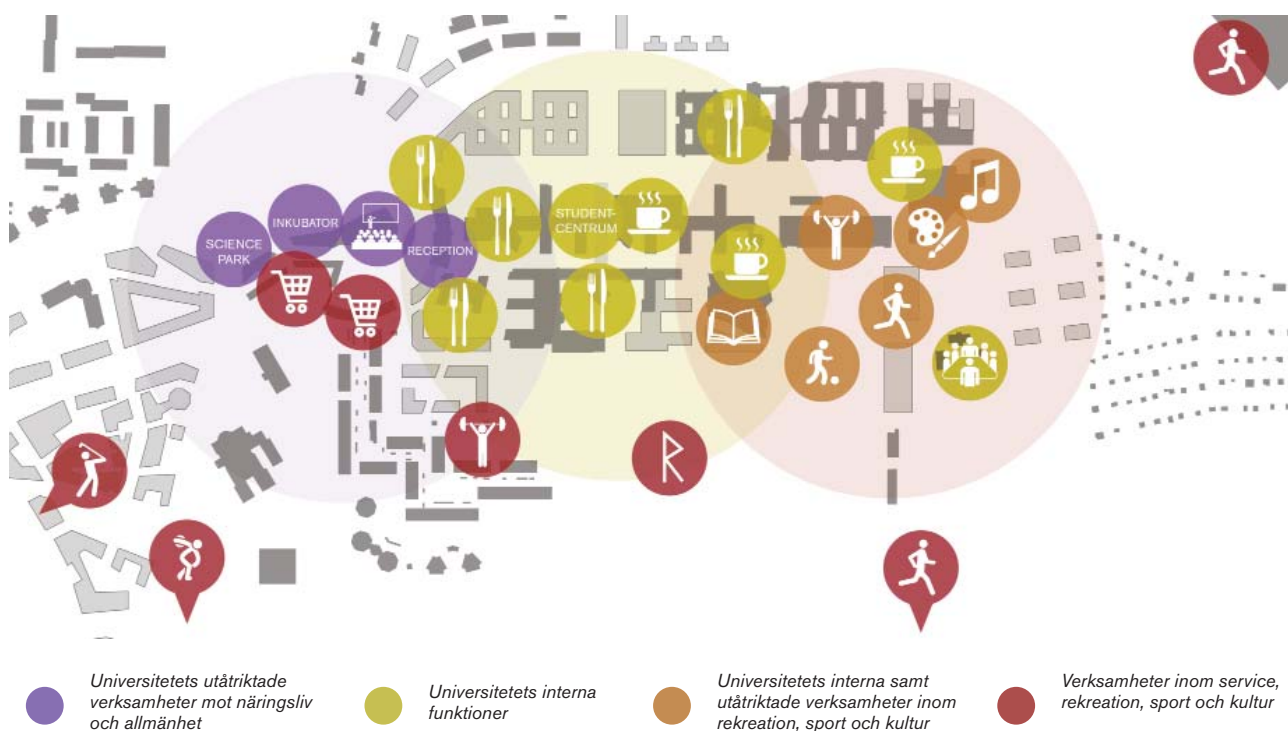 INKUBATOR
SCIENCE
PARK
RECEPTION
STUDENT-
CENTRUM
Universitetets utåtriktade
verksamheter mot näringsliv
och allmänhet
Universitetets interna
funktioner
Universitetets interna samt
utåtriktade verksamheter inom
rekreation, sport och kultur
Verksamheter inom service,
rekreation, sport och kultur